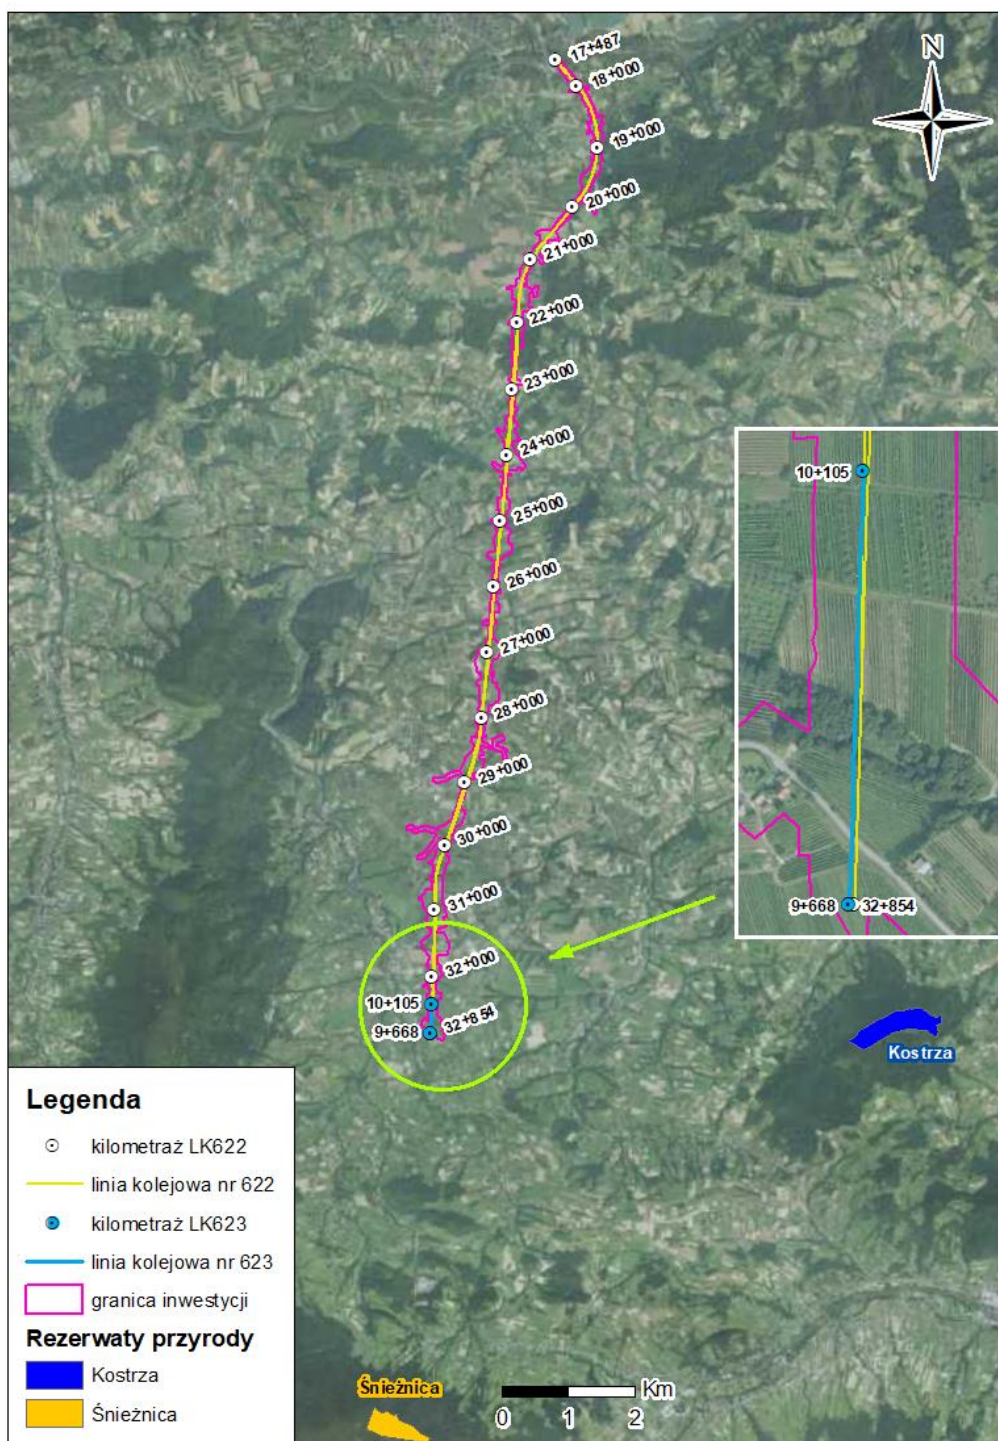 17+487
18+000
N
19+000
20+000
21+000
22+000
23+000
24+000
10+105
25+000
26+000
27+000
28+000
29+000
30+000
9+668 32+854
31+000
32+000
10+105
9+668 32+854
Kostrza
Legenda
kilometraż LK622
linia kolejowa nr 622
kilometraż LK623
linia kolejowa nr 623
granica inwestycji
Rezerwaty przyrody
Kostrza
Śnieżnica
Śnieżnica
Km
0 1 2